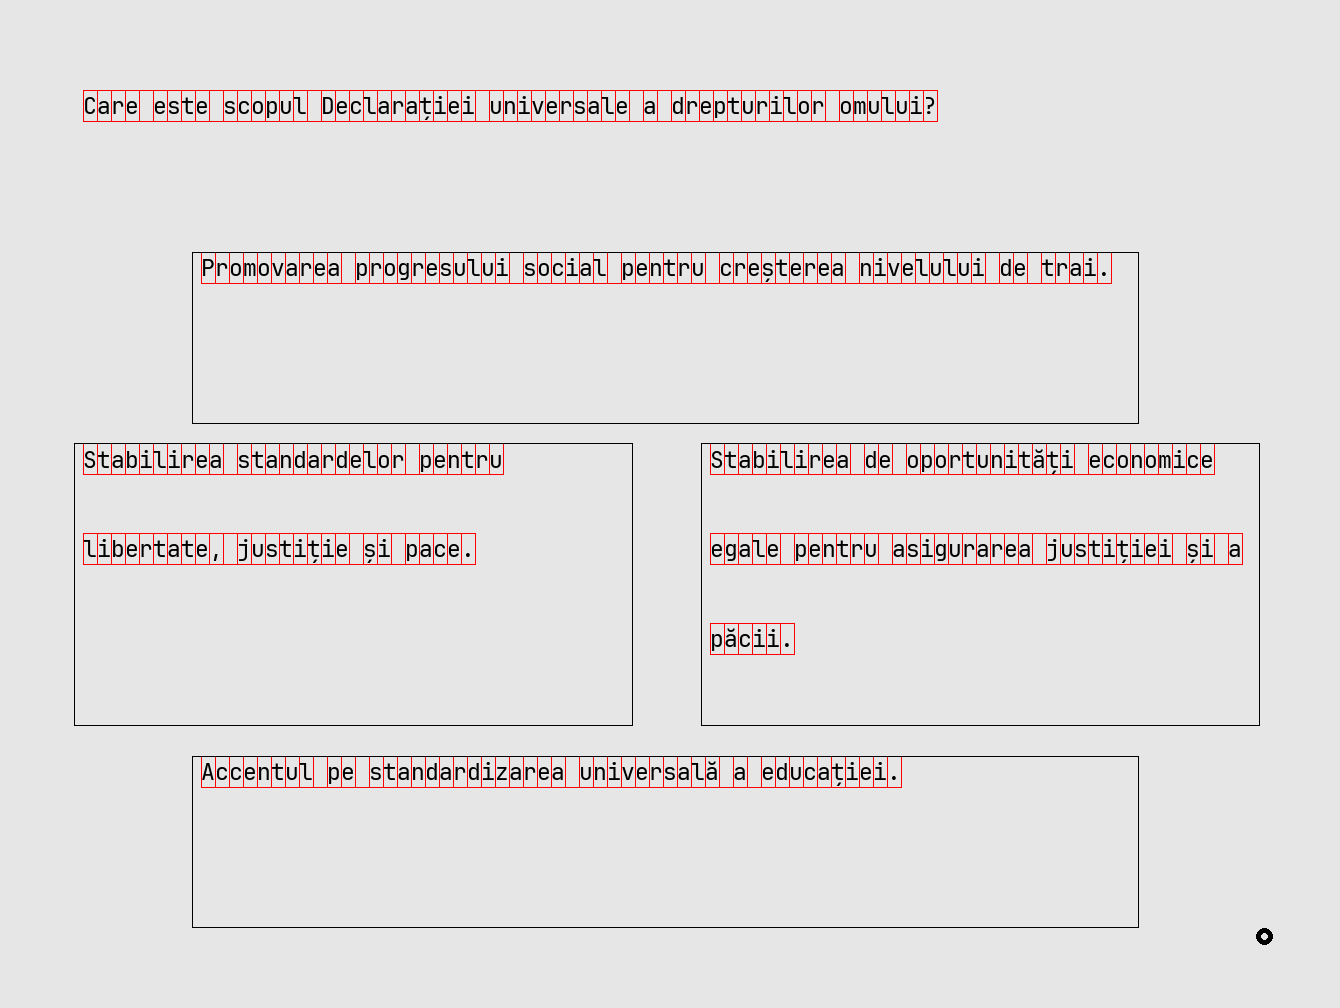 Care este scopul Declarației universale a drepturilor omului?
Promovarea progresului social pentru creșterea nivelului de trai.
Stabilirea standardelor pentru
libertate, justiție și pace.
Stabilirea de oportunități economice
egale pentru asigurarea justiției și a
păcii.
Accentul pe standardizarea universală a educației.